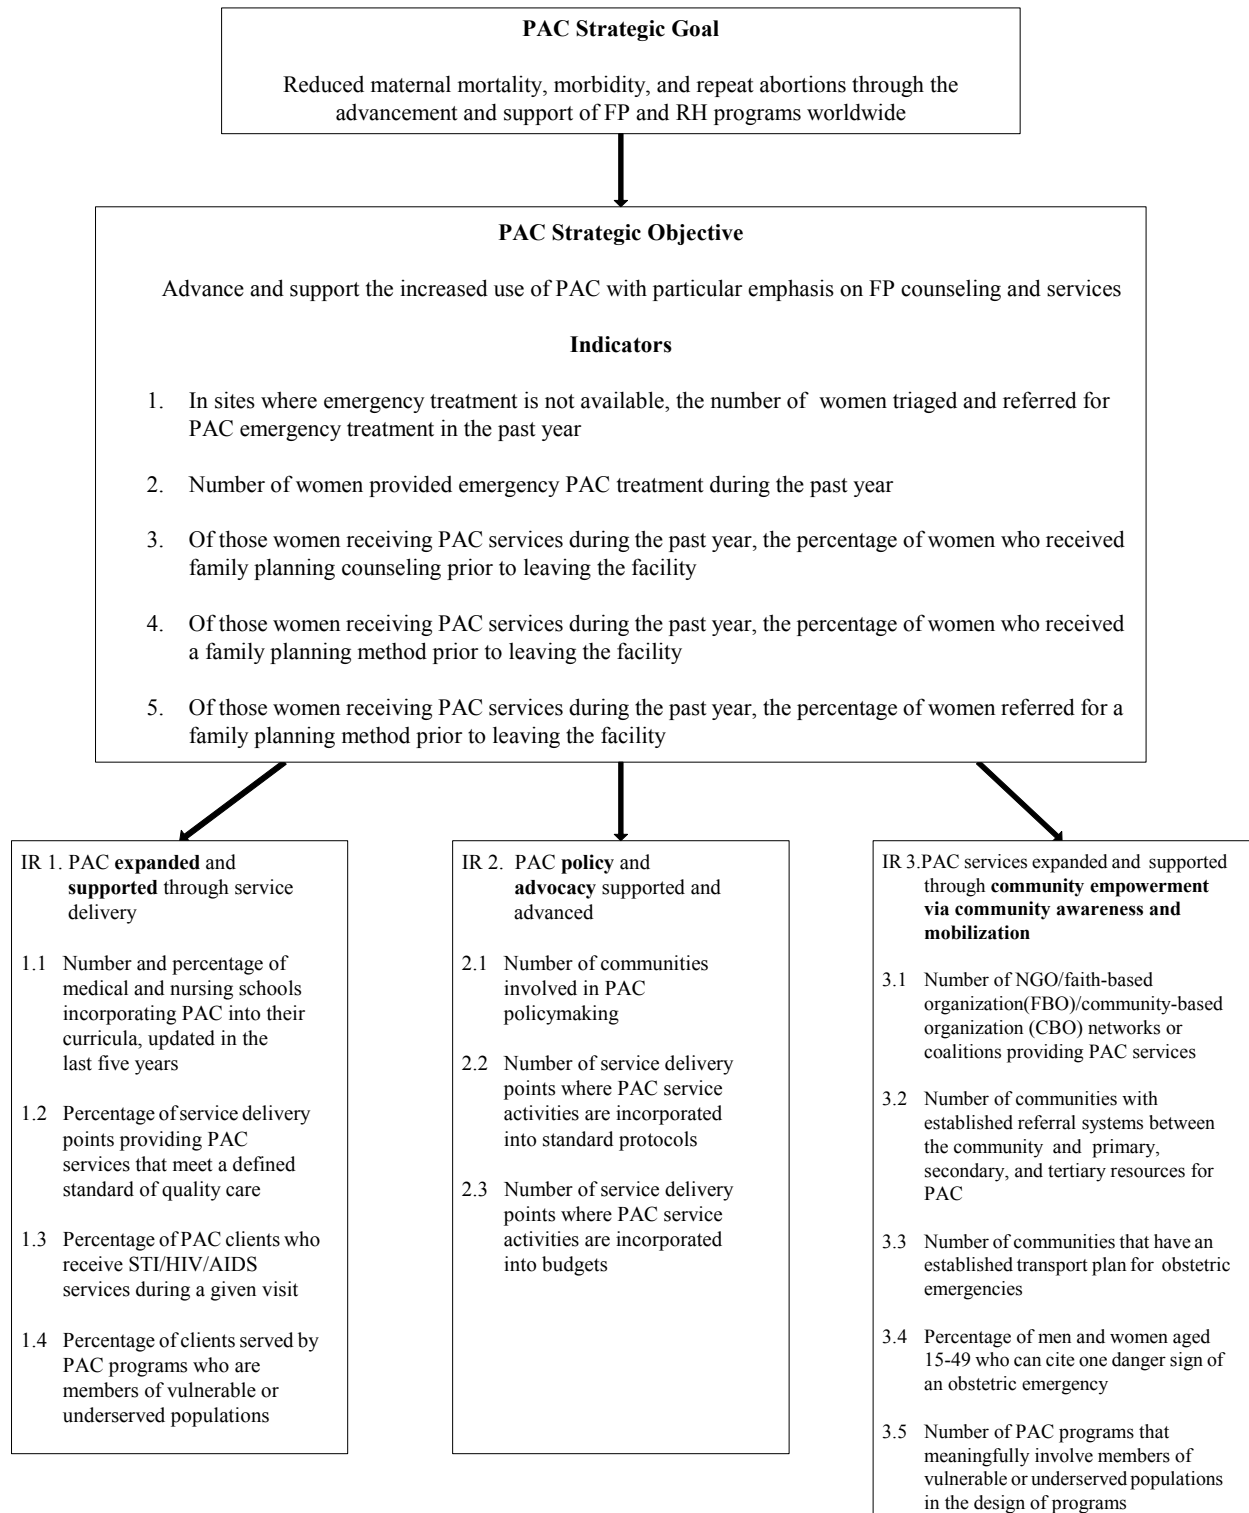 PAC Strategic Goal
Reduced maternal mortality, morbidity, and repeat abortions through the
advancement and support of FP and RH programs worldwide
PAC Strategic Objective
Advance and support the increased use of PAC with particular emphasis on FP counseling and services
Indicators
1. In sites where emergency treatment is not available, the number of women triaged and referred for
PAC emergency treatment in the past year
2. Number of women provided emergency PAC treatment during the past year
3. Of those women receiving PAC services during the past year, the percentage of women who received
family planning counseling prior to leaving the facility
4. Of those women receiving PAC services during the past year, the percentage of women who received
a family planning method prior to leaving the facility
5. Of those women receiving PAC services during the past year, the percentage of women referred for a
family planning method prior to leaving the facility
IR 1. PAC expanded and
supported through service
delivery
1.1 Number and percentage of
medical and nursing schools
incorporating PAC into their
curricula, updated in the
last five years
1.2 Percentage of service delivery
points providing PAC
services that meet a defined
standard of quality care
1.3 Percentage of PAC clients who
receive STI/HIV/AIDS
services during a given visit
1.4 Percentage of clients served by
PAC programs who are
members of vulnerable or
underserved populations
IR 2. PAC policy and
advocacy supported and
advanced
2.1 Number of communities
involved in PAC
policymaking
2.2 Number of service delivery
points where PAC service
activities are incorporated
into standard protocols
2.3 Number of service delivery
points where PAC service
activities are incorporated
into budgets
IR 3.PAC services expanded and supported
through community empowerment
via community awareness and
mobilization
3.1 Number of NGO/faith-based
organization(FBO)/community-based
organization (CBO) networks or
coalitions providing PAC services
3.2 Number of communities with
established referral systems between
the community and primary,
secondary, and tertiary resources for
PAC
3.3 Number of communities that have an
established transport plan for obstetric
emergencies
3.4 Percentage of men and women aged
15-49 who can cite one danger sign of
an obstetric emergency
3.5 Number of PAC programs that
meaningfully involve members of
vulnerable or underserved populations
in the design of programs